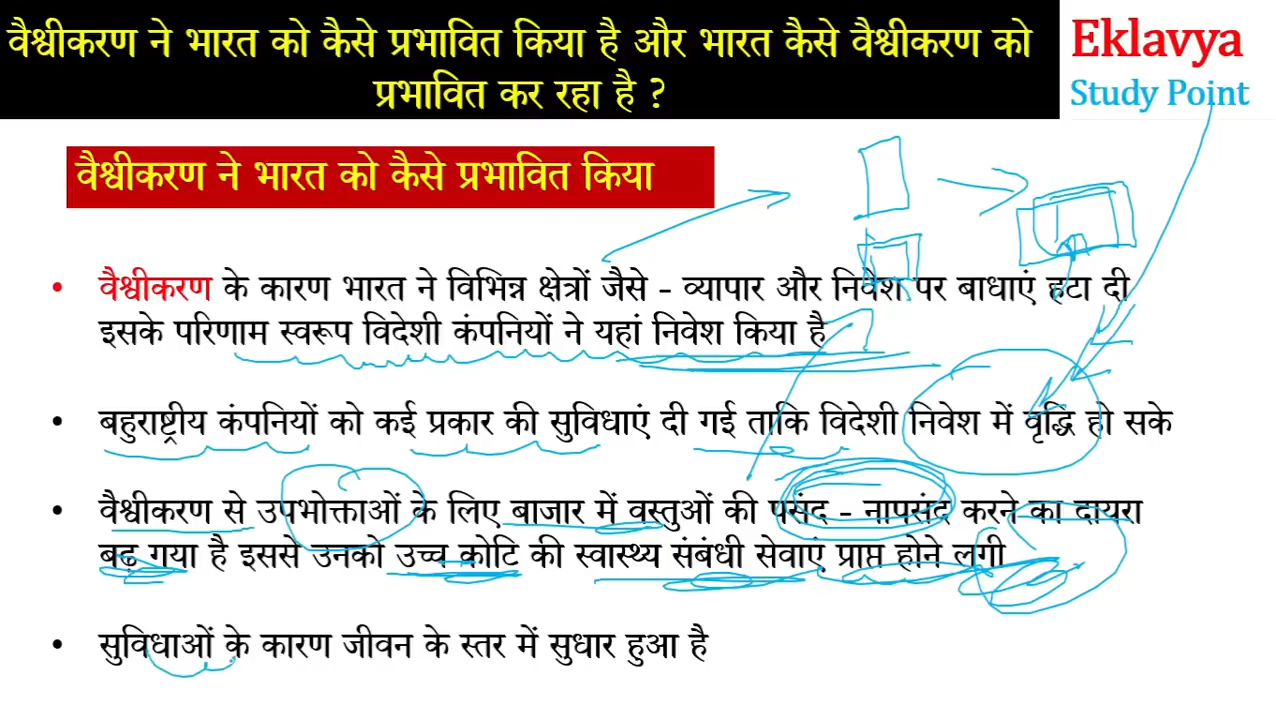 वैश्वीकरण ने भारत को कैसे प्रभावित किया है और भारत कैसे वैश्वीकरण को
प्रभावित कर रहा है ?
Eklavya
Study Point
वैश्वीकरण ने भारत को कैसे प्रभावित किया
• वैश्वीकरण के कारण भारत ने विभिन्न क्षेत्रों जैसे - व्यापार और निवेश पर बाधाएं हटा दी
इसके परिणाम स्वरूप विदेशी कंपनियों ने यहां निवेश किया है
• बहुराष्ट्रीय कंपनियों को कई प्रकार की सुविधाएं दी गई ताकि विदेशी निवेश में वृद्धि हो सके
• वैश्वीकरण से उपभोक्ताओं के लिए बाजार में वस्तुओं की पसंद - नापसंद करने का दायरा
बढ़ गया है इससे उनको उच्च कोटि की स्वास्थ्य संबंधी सेवाएं प्राप्त होने लगी
• सुविधाओं के कारण जीवन के स्तर में सुधार हुआ है